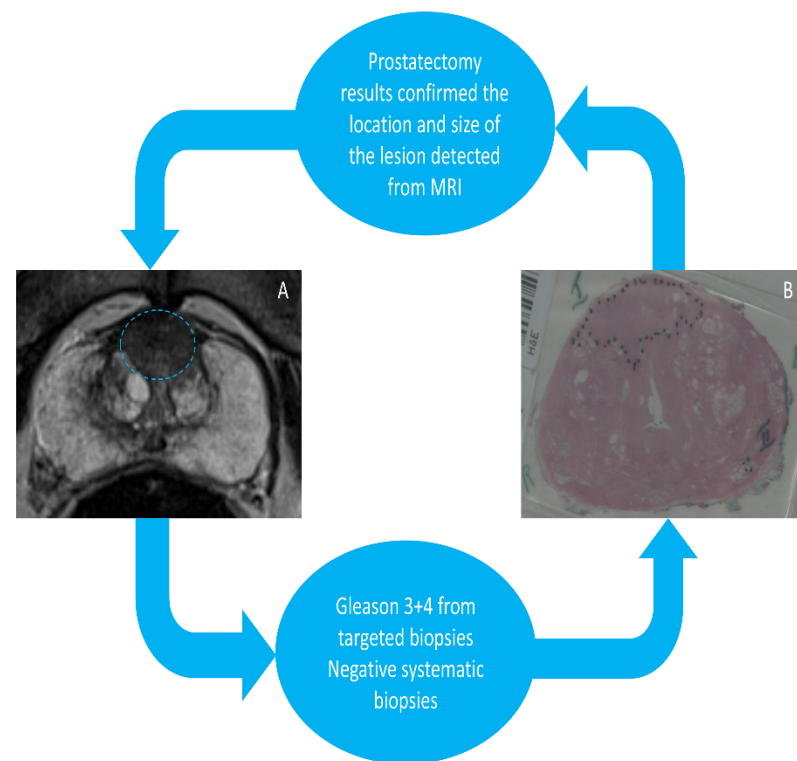 Prostatectomy
results confirmed the
location and size of
the lesion detected
from MRI
A
B
H&E
Gleason 3+4 from
targeted biopsies
Negative systematic
biopsies